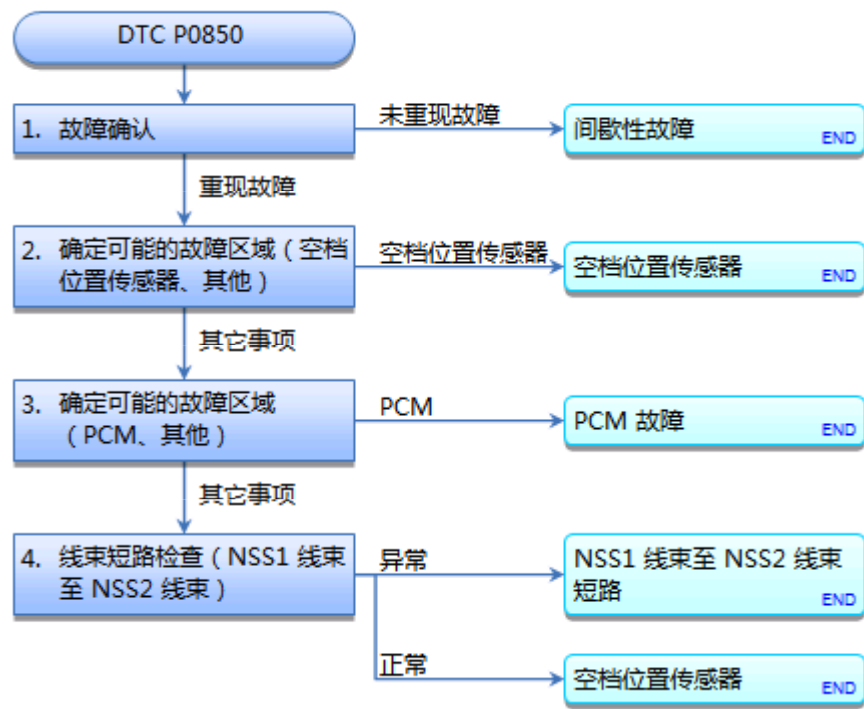 DTC P0850
1. 故障确认
未重现故障
间歇性故障
END
重现故障
2. 确定可能的故障区域（空档
位置传感器、其他）
空档位置传感器
空档位置传感器
END
其它事项
3. 确定可能的故障区域
（PCM、其他）
PCM
PCM 故障
END
其它事项
4. 线束短路检查（NSS1 线束
至 NSS2 线束）
异常
NSS1 线束至 NSS2 线束
短路
END
正常
空档位置传感器
END